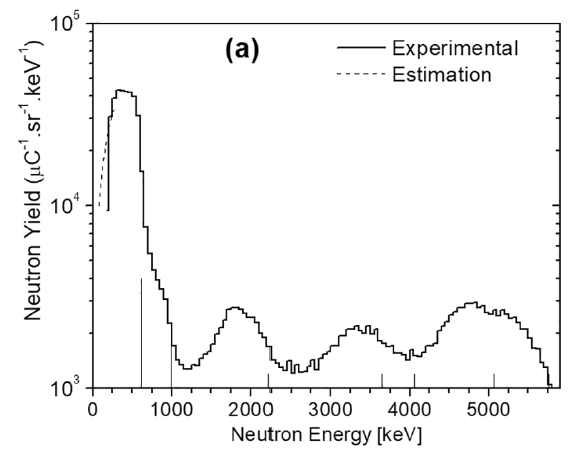 (a)
Experimental
Estimation
Neutron Yield (μC⁻¹.sr⁻¹.keV⁻¹)
10⁵
10⁴
10³
0 1000 2000 3000 4000 5000
Neutron Energy [keV]